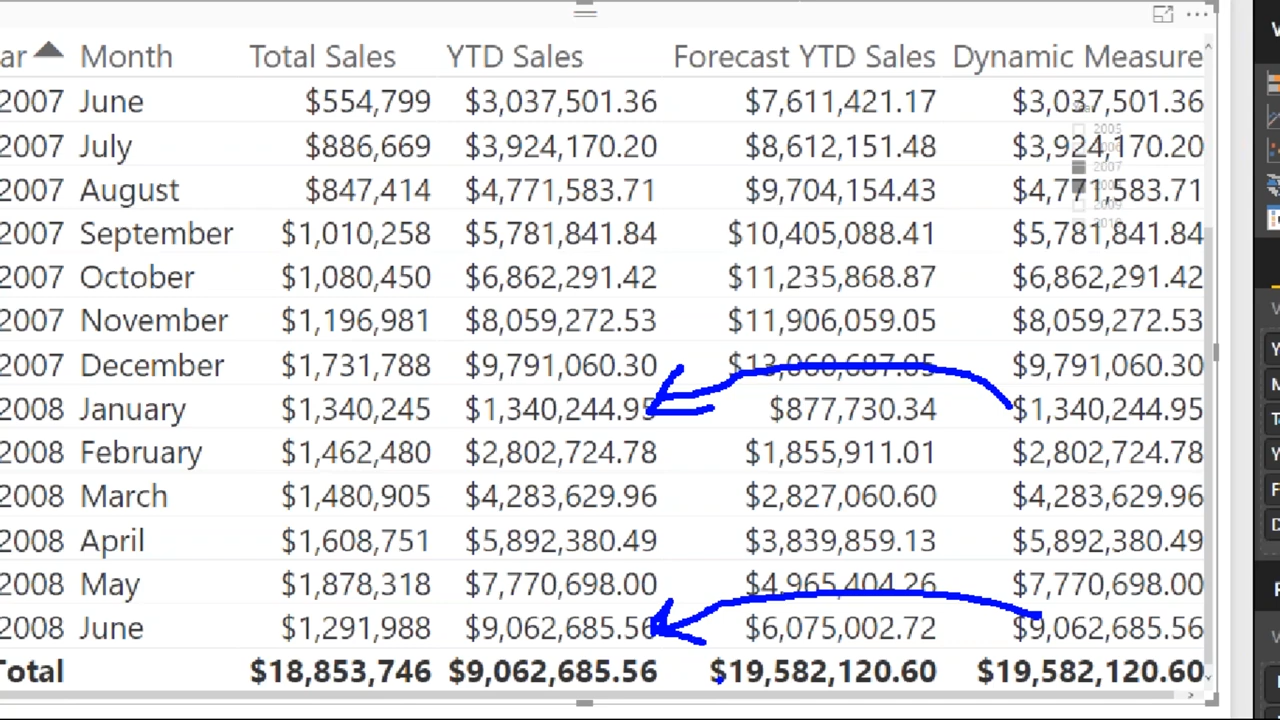 ar Month Total Sales YTD Sales Forecast YTD Sales Dynamic Measure
2007 June $554,799 $3,037,501.36 $7,611,421.17 $3,037,501.36
2007 July $886,669 $3,924,170.20 $8,612,151.48 $3,924,170.20
2007 August $847,414 $4,771,583.71 $9,704,154.43 $4,771,583.71
2007 September $1,010,258 $5,781,841.84 $10,405,088.41 $5,781,841.84
2007 October $1,080,450 $6,862,291.42 $11,235,868.87 $6,862,291.42
2007 November $1,196,981 $8,059,272.53 $11,906,059.05 $8,059,272.53
2007 December $1,731,788 $9,791,060.30 $13,060,687.05 $9,791,060.30
2008 January $1,340,245 $1,340,244.95 $877,730.34 $1,340,244.95
2008 February $1,462,480 $2,802,724.78 $1,855,911.01 $2,802,724.78
2008 March $1,480,905 $4,283,629.96 $2,827,060.60 $4,283,629.96
2008 April $1,608,751 $5,892,380.49 $3,839,859.13 $5,892,380.49
2008 May $1,878,318 $7,770,698.00 $4,965,404.26 $7,770,698.00
2008 June $1,291,988 $9,062,685.56 $6,075,002.72 $9,062,685.56
Total $18,853,746 $9,062,685.56 $19,582,120.60 $19,582,120.60
2005
2007
2009